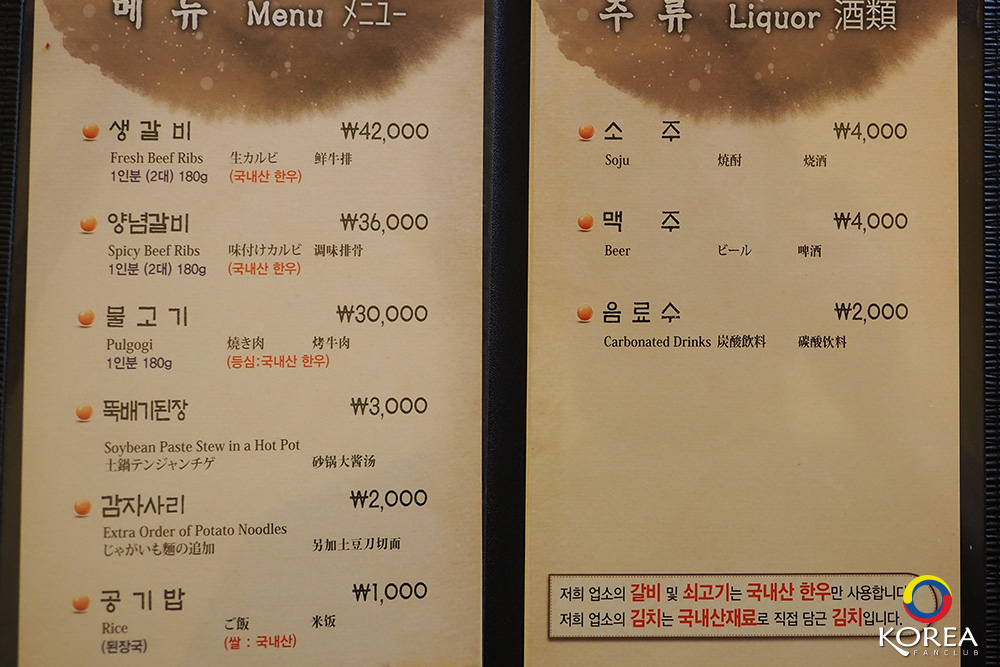 메 뉴 Menu メニュー
생 갈 비 ₩42,000
Fresh Beef Ribs 生カルビ 鲜牛排
1인분 (2대) 180g (국내산 한우)
양념갈비 ₩36,000
Spicy Beef Ribs 味付けカルビ 调味排骨
1인분 (2대) 180g (국내산 한우)
불 고 기 ₩30,000
Pulgogi 焼き肉 烤牛肉
1인분 180g (등심:국내산 한우)
뚝배기된장 ₩3,000
Soybean Paste Stew in a Hot Pot
土鍋テンジャンチゲ 砂锅大酱汤
감자사리 ₩2,000
Extra Order of Potato Noodles
じゃがいも麵の追加 另加土豆刀切面
공 기 밥 ₩1,000
Rice ご飯 米饭
(된장국) (쌀 : 국내산)
주 류 Liquor 酒類
소 주 ₩4,000
Soju 焼酎 烧酒
맥 주 ₩4,000
Beer ビール 啤酒
음 료 수 ₩2,000
Carbonated Drinks 炭酸飲料 碳酸饮料
저희 업소의 갈비 및 쇠고기는 국내산 한우만 사용합니다.
저희 업소의 김치는 국내산재료로 직접 담근 김치입니다.
KOREA
FANCLUB